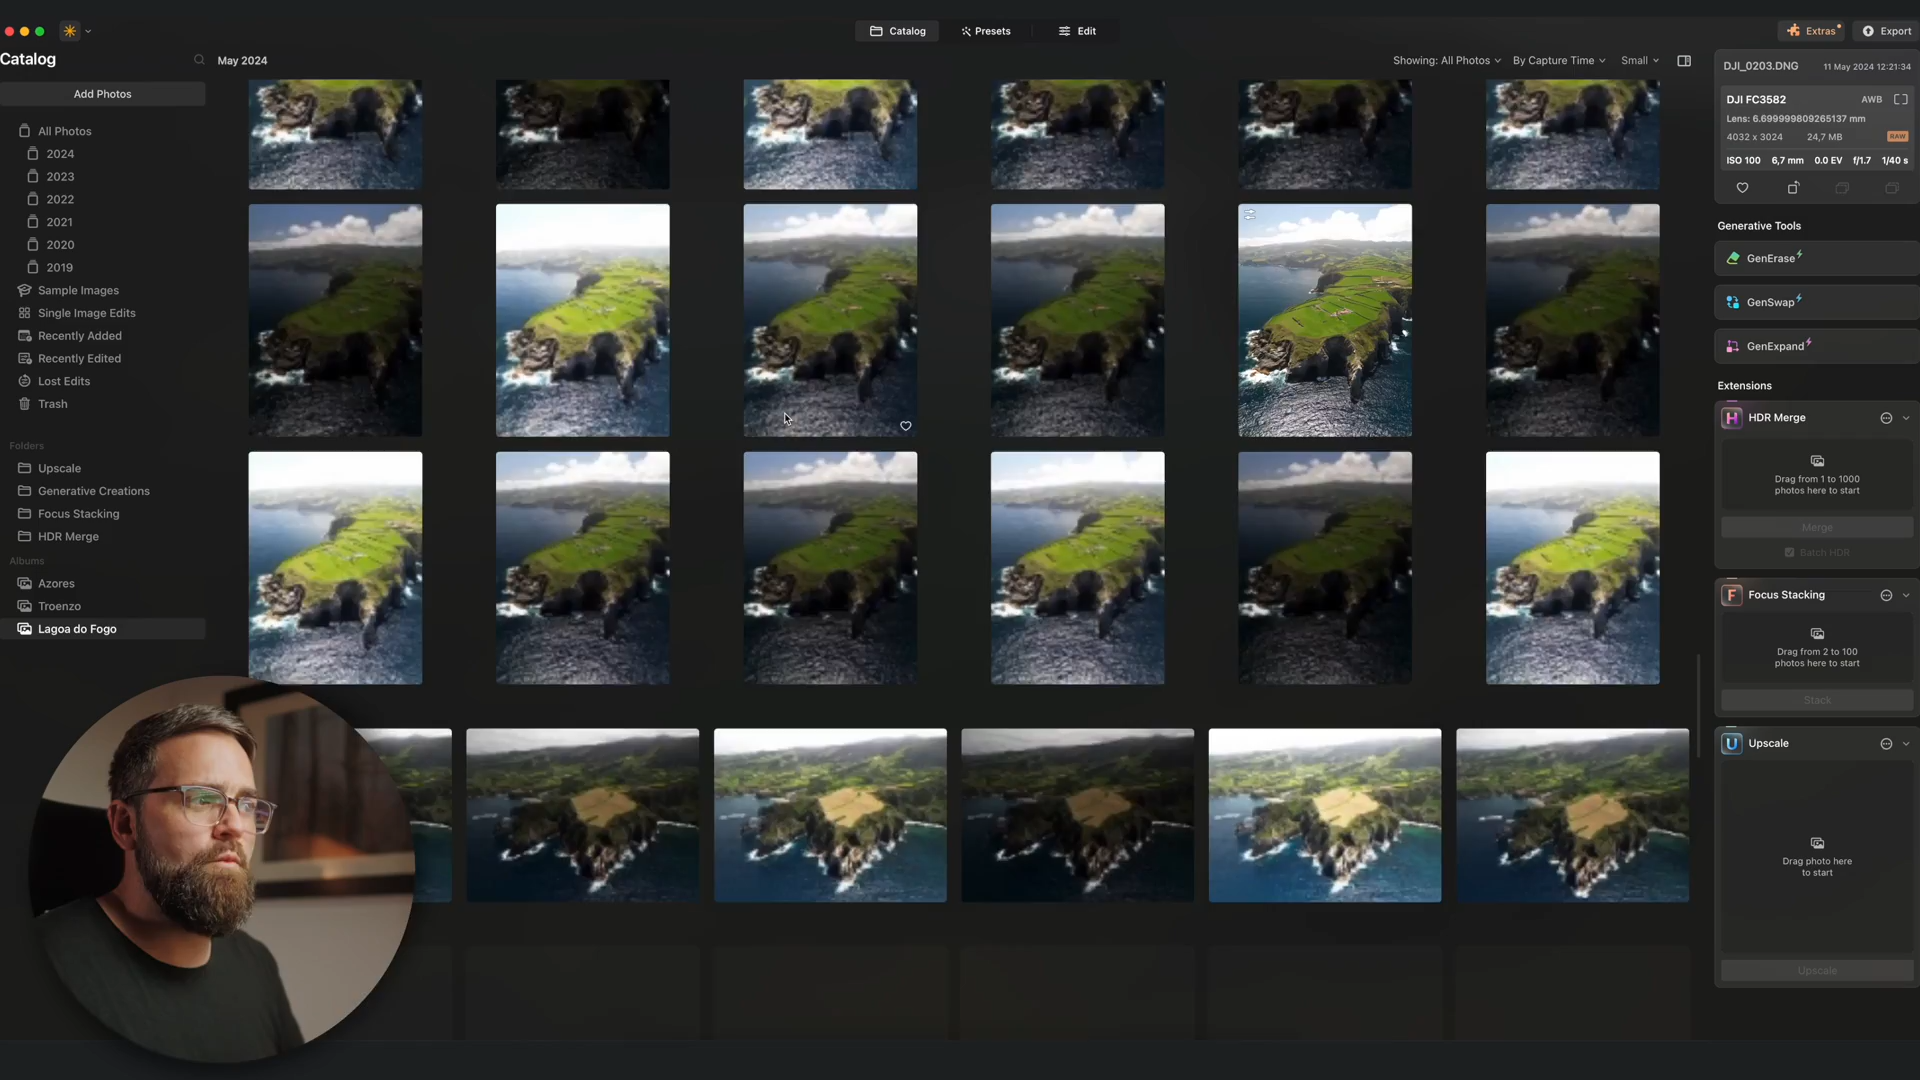 Catalog
Presets
Edit
Extras
Export
Catalog
May 2024
Showing: All Photos
By Capture Time
Small
Add Photos
All Photos
2024
2023
2022
2021
2020
2019
Sample Images
Single Image Edits
Recently Added
Recently Edited
Lost Edits
Trash
Folders
Upscale
Generative Creations
Focus Stacking
HDR Merge
Albums
Azores
Troenzo
Lagoa do Fogo
DJI_0203.DNG 11 May 2024 12:21:34
DJI FC3582 AWB
Lens: 6.699999809265137 mm
4032 x 3024 24,7 MB RAW
ISO 100 6,7 mm 0.0 EV f/1.7 1/40 s
Generative Tools
GenErase
GenSwap
GenExpand
Extensions
H HDR Merge
Drag from 1 to 1000
photos here to start
Merge
Batch HDR
F Focus Stacking
Drag from 2 to 100
photos here to start
Stack
U Upscale
Drag photo here
to start
Upscale